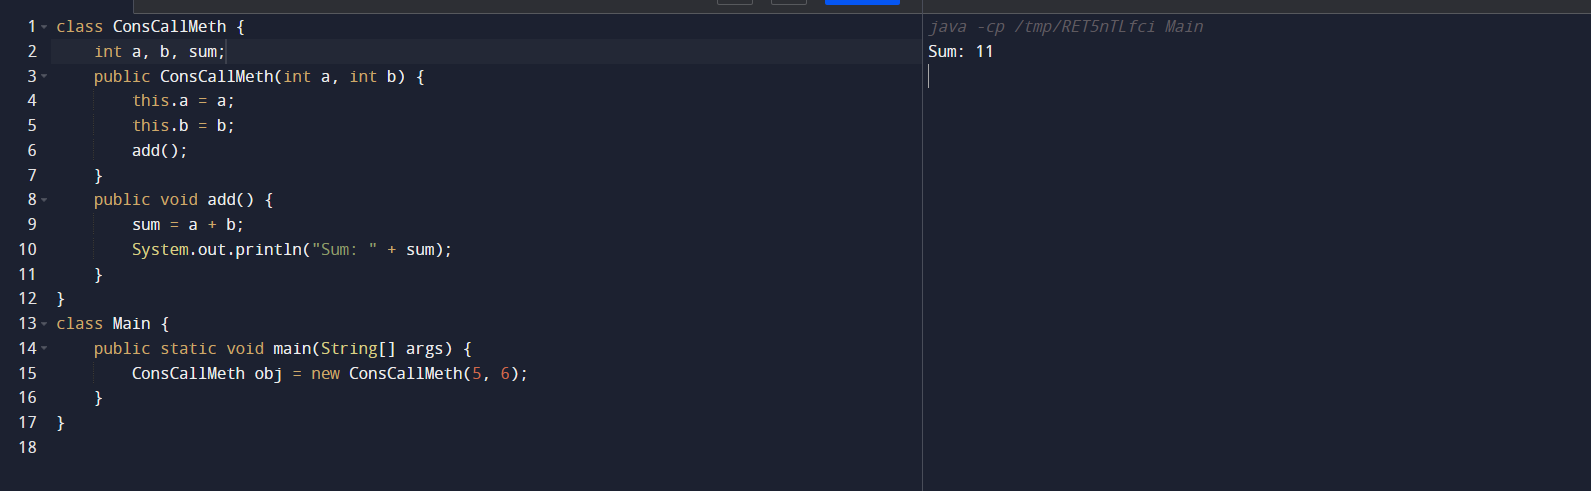 1 class ConsCallMeth {
2     int a, b, sum;
3     public ConsCallMeth(int a, int b) {
4         this.a = a;
5         this.b = b;
6         add();
7     }
8     public void add() {
9         sum = a + b;
10         System.out.println("Sum: " + sum);
11     }
12 }
13 class Main {
14     public static void main(String[] args) {
15         ConsCallMeth obj = new ConsCallMeth(5, 6);
16     }
17 }
18
java -cp /tmp/RET5nTLfci Main
Sum: 11